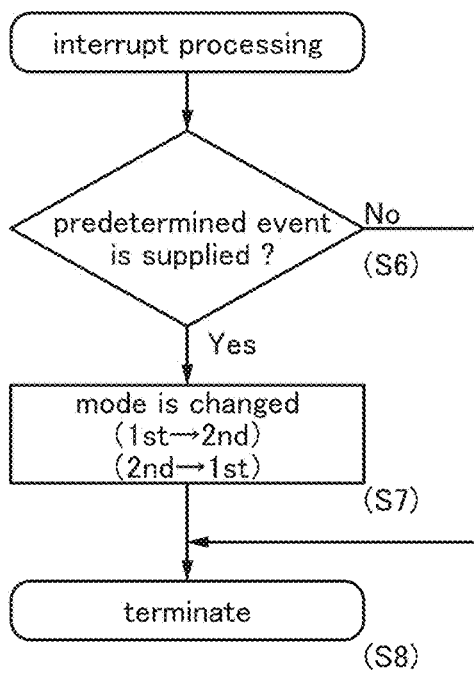 interrupt processing
predetermined event
is supplied ?
No
(S6)
Yes
mode is changed
(1st→2nd)
(2nd→1st)
(S7)
terminate
(S8)